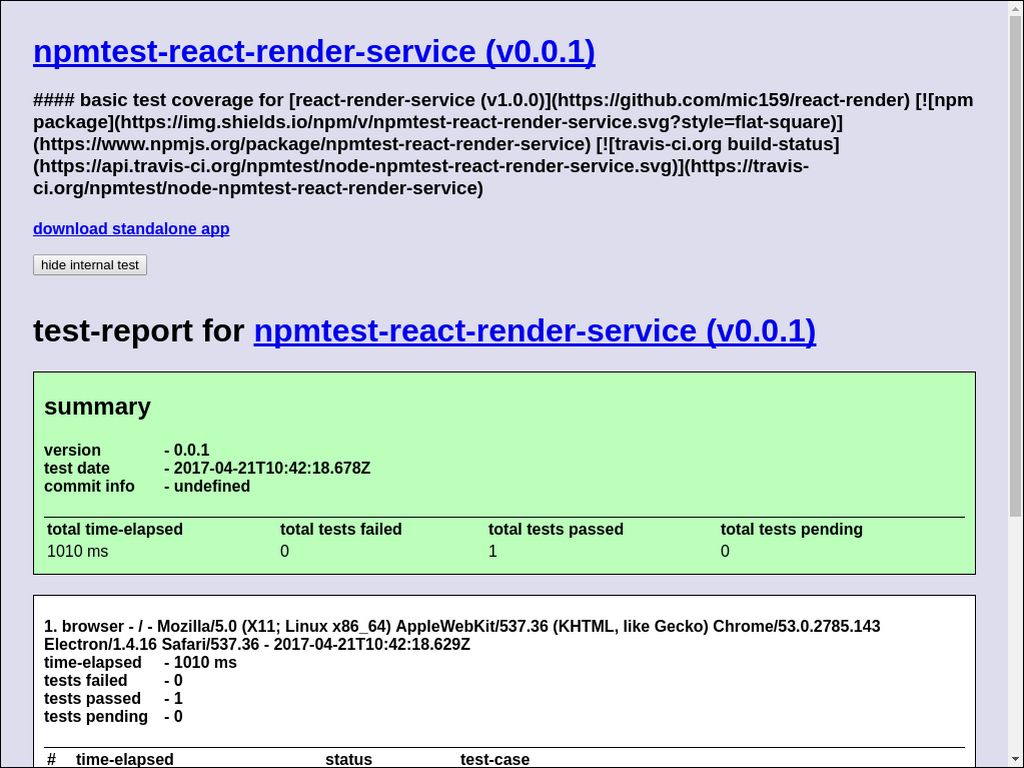 npmtest-react-render-service (v0.0.1)
#### basic test coverage for [react-render-service (v1.0.0)](https://github.com/mic159/react-render) [![npm
package](https://img.shields.io/npm/v/npmtest-react-render-service.svg?style=flat-square)]
(https://www.npmjs.org/package/npmtest-react-render-service) [![travis-ci.org build-status]
(https://api.travis-ci.org/npmtest/node-npmtest-react-render-service.svg)](https://travis-
ci.org/npmtest/node-npmtest-react-render-service)
download standalone app
hide internal test
test-report for npmtest-react-render-service (v0.0.1)
summary
version - 0.0.1
test date - 2017-04-21T10:42:18.678Z
commit info - undefined
total time-elapsed total tests failed total tests passed total tests pending
1010 ms 0 1 0
1. browser - / - Mozilla/5.0 (X11; Linux x86_64) AppleWebKit/537.36 (KHTML, like Gecko) Chrome/53.0.2785.143
Electron/1.4.16 Safari/537.36 - 2017-04-21T10:42:18.629Z
time-elapsed - 1010 ms
tests failed - 0
tests passed - 1
tests pending - 0
# time-elapsed status test-case